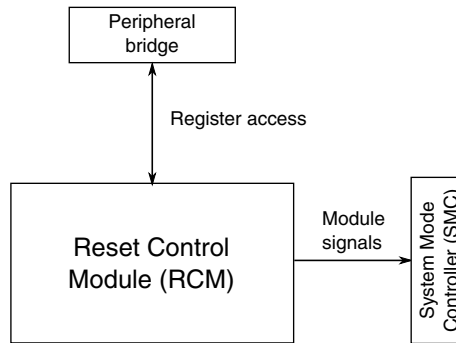 Peripheral
bridge
Register access
Reset Control
Module (RCM)
Module
signals
System Mode
Controller (SMC)